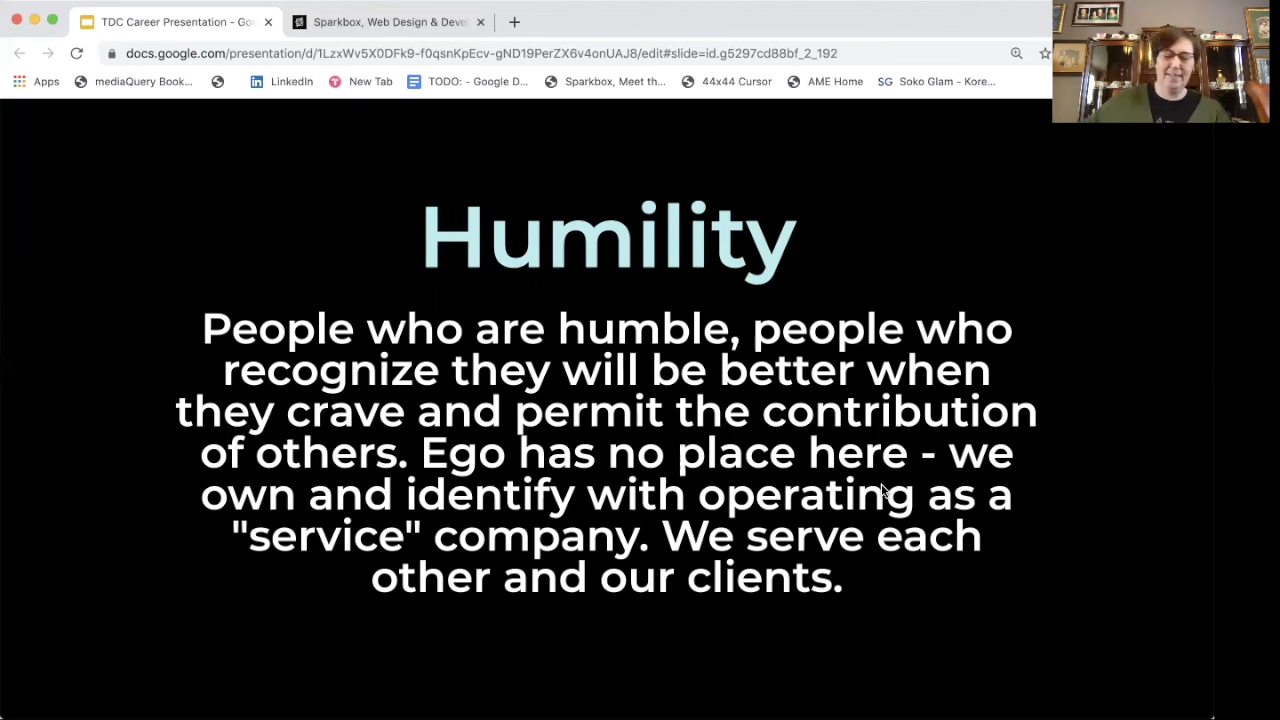 TDC Career Presentation - Goo
Sparkbox, Web Design & Deve
docs.google.com/presentation/d/1LzxWv5X0DFk9-f0qsnKpEcv-gND19PerZX6v4onUAJ8/edit#slide=id.g5297cd88bf_2_192
Apps mediaQuery Book... LinkedIn New Tab TODO: - Google D... Sparkbox, Meet th... 44x44 Cursor AME Home SG Soko Glam - Kore...
Humility
People who are humble, people who
recognize they will be better when
they crave and permit the contribution
of others. Ego has no place here - we
own and identify with operating as a
"service" company. We serve each
other and our clients.